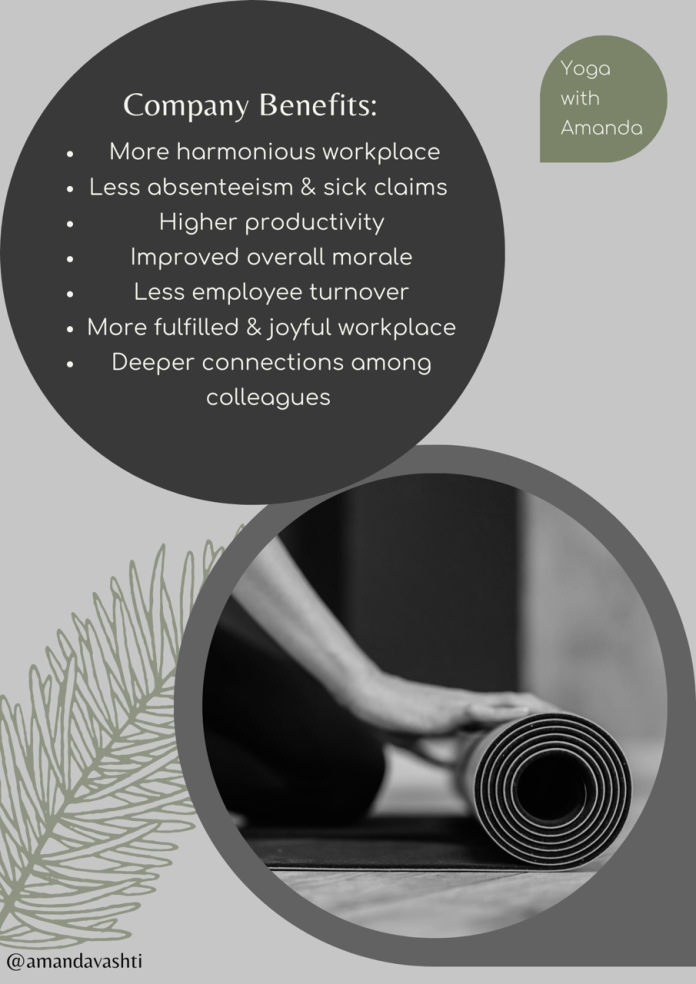 Company Benefits:
• More harmonious workplace
• Less absenteeism & sick claims
• Higher productivity
• Improved overall morale
• Less employee turnover
• More fulfilled & joyful workplace
• Deeper connections among
colleagues
Yoga
with
Amanda
@amandavashti